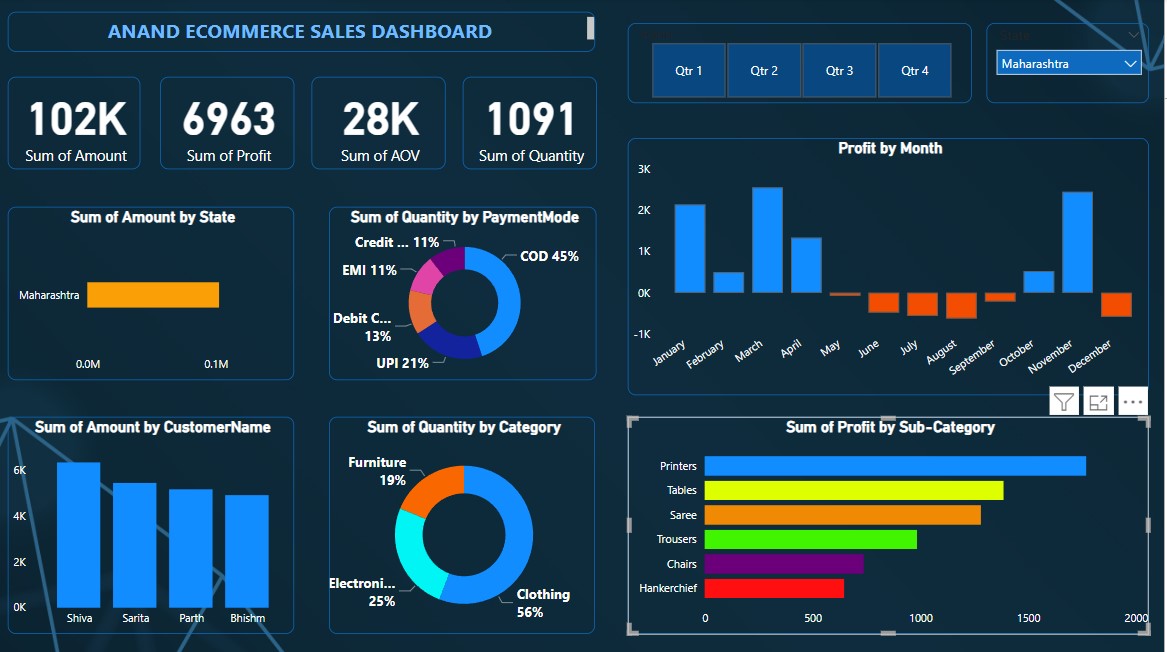 ANAND ECOMMERCE SALES DASHBOARD
Qtr 1
Qtr 2
Qtr 3
Qtr 4
State
Maharashtra
102K
Sum of Amount
6963
Sum of Profit
28K
Sum of AOV
1091
Sum of Quantity
Profit by Month
3K
2K
1K
0K
-1K
January
February
March
April
May
June
July
August
September
October
November
December
Sum of Amount by State
Maharashtra
0.0M
0.1M
Sum of Quantity by PaymentMode
Credit ... 11%
COD 45%
EMI 11%
Debit C...
13%
UPI 21%
Sum of Amount by CustomerName
6K
4K
2K
0K
Shiva
Sarita
Parth
Bhishm
Sum of Quantity by Category
Furniture
19%
Electroni...
25%
Clothing
56%
Sum of Profit by Sub-Category
Printers
Tables
Saree
Trousers
Chairs
Hankerchief
0
500
1000
1500
2000